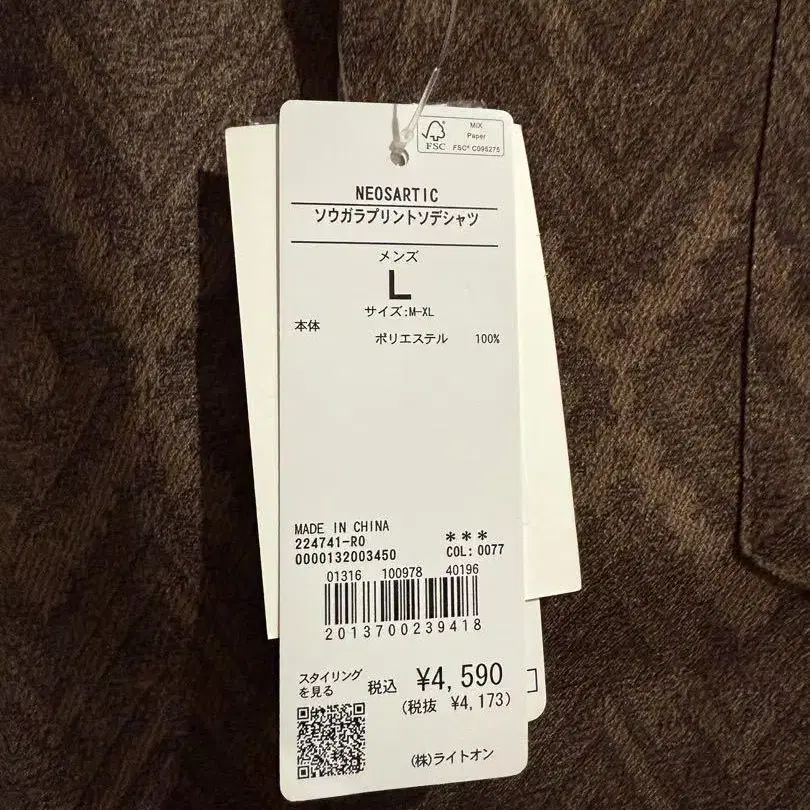 MIX
Paper
FSC® C095275
FSC
NEOSARTIC
ソウガラプリントソデシャツ
メンズ
L
サイズ:M-XL
本体
ポリエステル 100%
MADE IN CHINA
224741-R0 ***
0000132003450 COL: 0077
01316 100978 40196
2013700239418
スタイリング
を見る
税込 ¥4,590
(税抜 ¥4,173)
(株)ライトオン